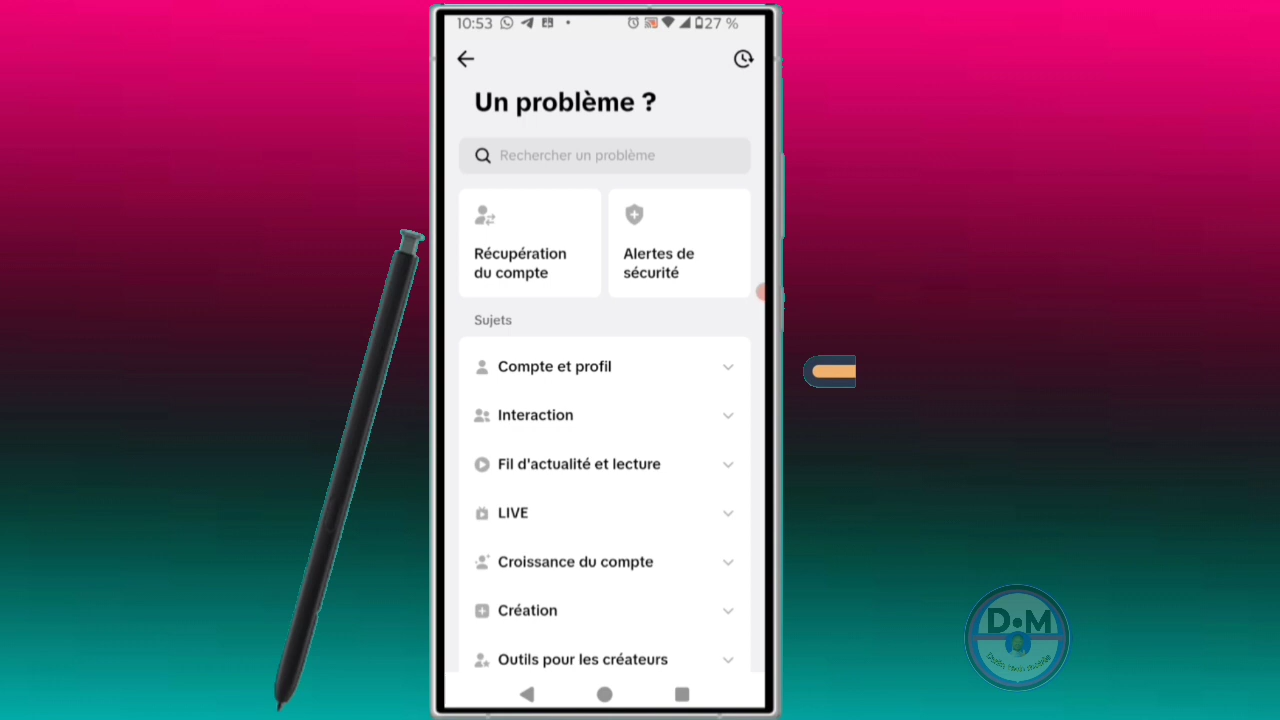 10:53
27 %
Un problème ?
Rechercher un problème
Récupération
du compte
Alertes de
sécurité
Sujets
Compte et profil
Interaction
Fil d'actualité et lecture
LIVE
Croissance du compte
Création
Outils pour les créateurs
D•M